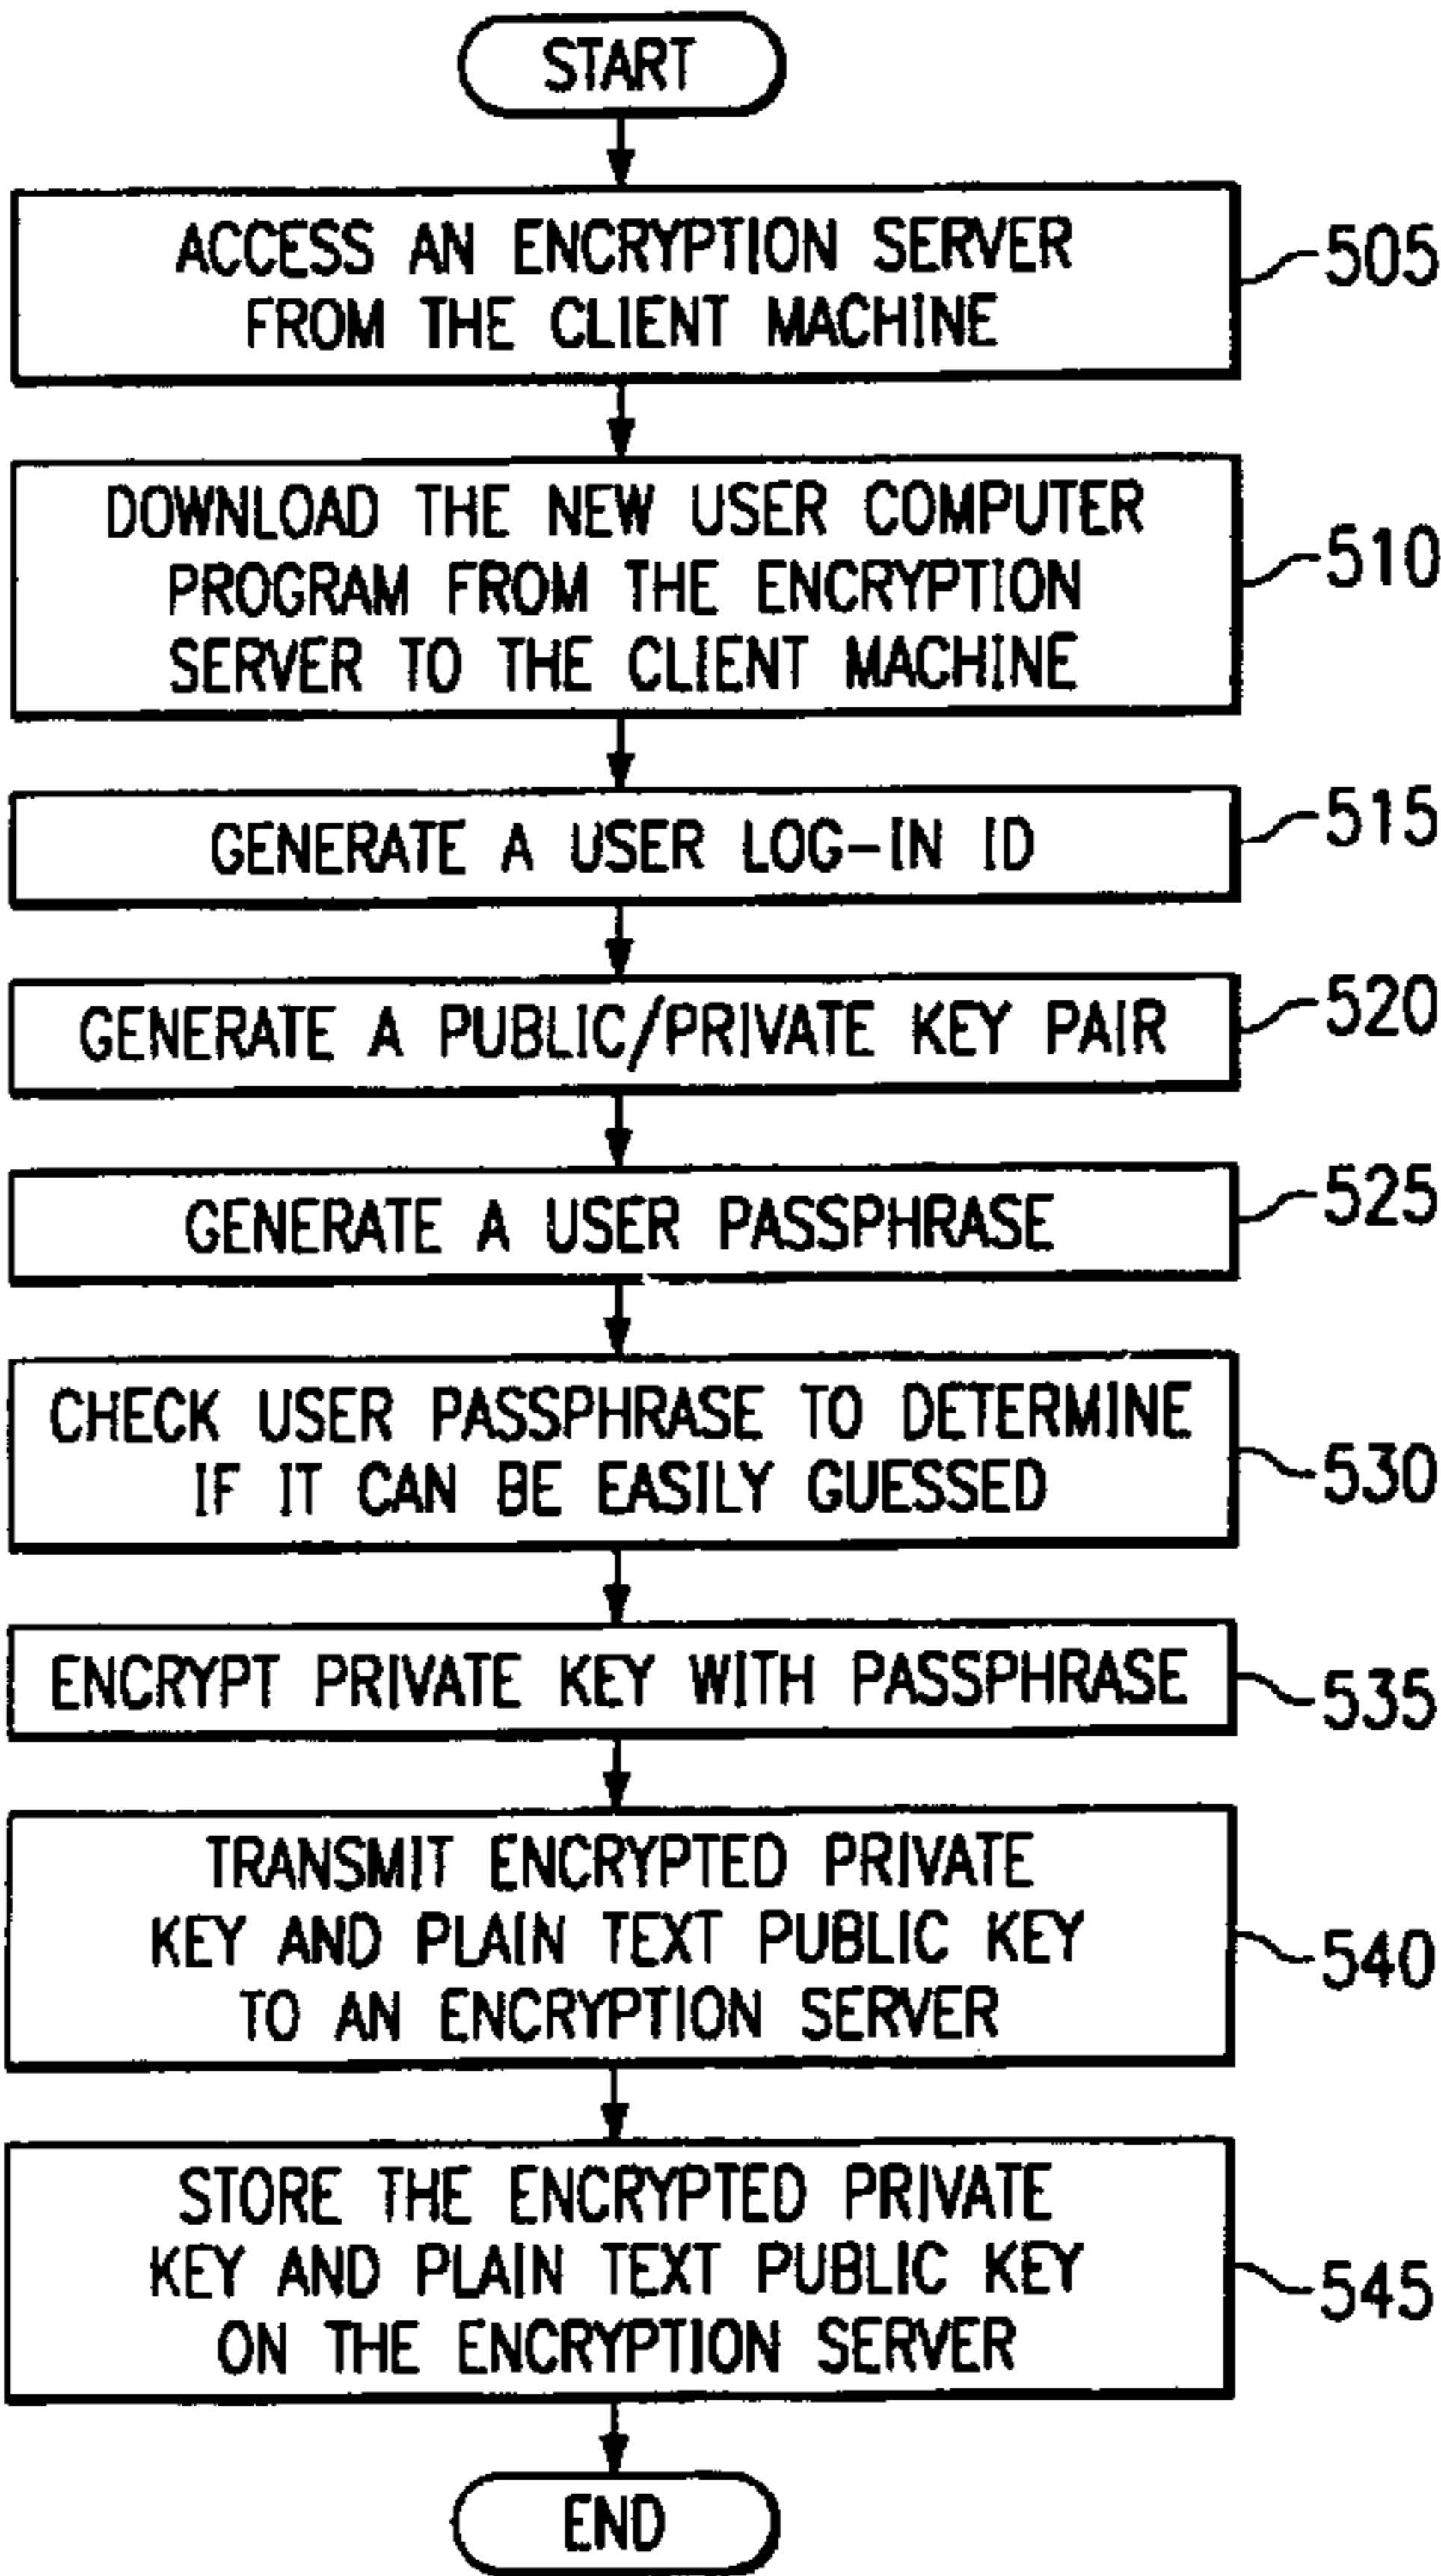 START
ACCESS AN ENCRYPTION SERVER
FROM THE CLIENT MACHINE
505
DOWNLOAD THE NEW USER COMPUTER
PROGRAM FROM THE ENCRYPTION
SERVER TO THE CLIENT MACHINE
510
GENERATE A USER LOG-IN ID
515
GENERATE A PUBLIC/PRIVATE KEY PAIR
520
GENERATE A USER PASSPHRASE
525
CHECK USER PASSPHRASE TO DETERMINE
IF IT CAN BE EASILY GUESSED
530
ENCRYPT PRIVATE KEY WITH PASSPHRASE
535
TRANSMIT ENCRYPTED PRIVATE
KEY AND PLAIN TEXT PUBLIC KEY
TO AN ENCRYPTION SERVER
540
STORE THE ENCRYPTED PRIVATE
KEY AND PLAIN TEXT PUBLIC KEY
ON THE ENCRYPTION SERVER
545
END